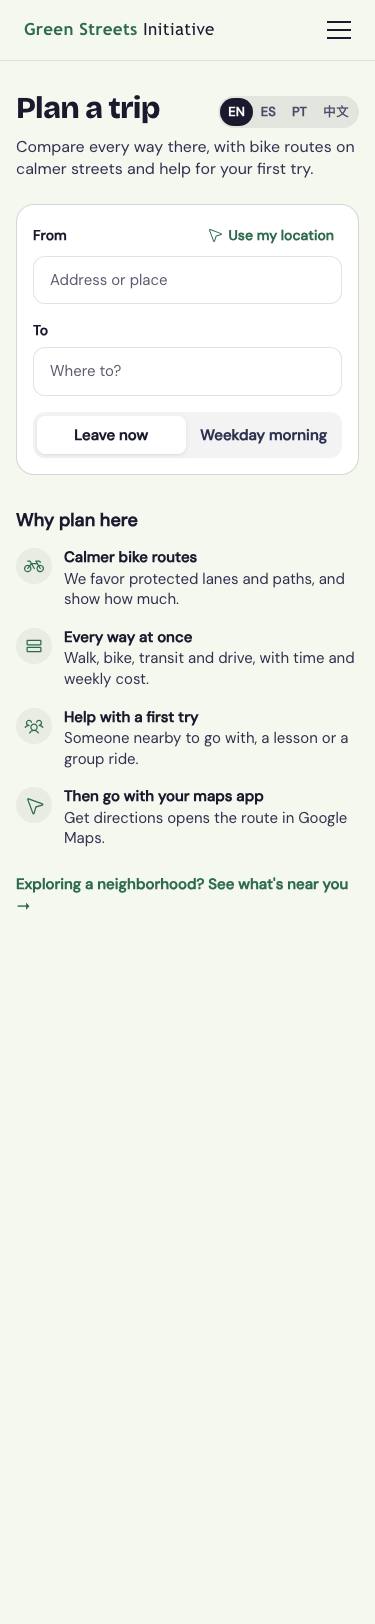 Green Streets Initiative
Plan a trip
EN ES PT 中文
Compare every way there, with bike routes on
calmer streets and help for your first try.
From
Use my location
Address or place
To
Where to?
Leave now
Weekday morning
Why plan here
Calmer bike routes
We favor protected lanes and paths, and
show how much.
Every way at once
Walk, bike, transit and drive, with time and
weekly cost.
Help with a first try
Someone nearby to go with, a lesson or a
group ride.
Then go with your maps app
Get directions opens the route in Google
Maps.
Exploring a neighborhood? See what's near you
→